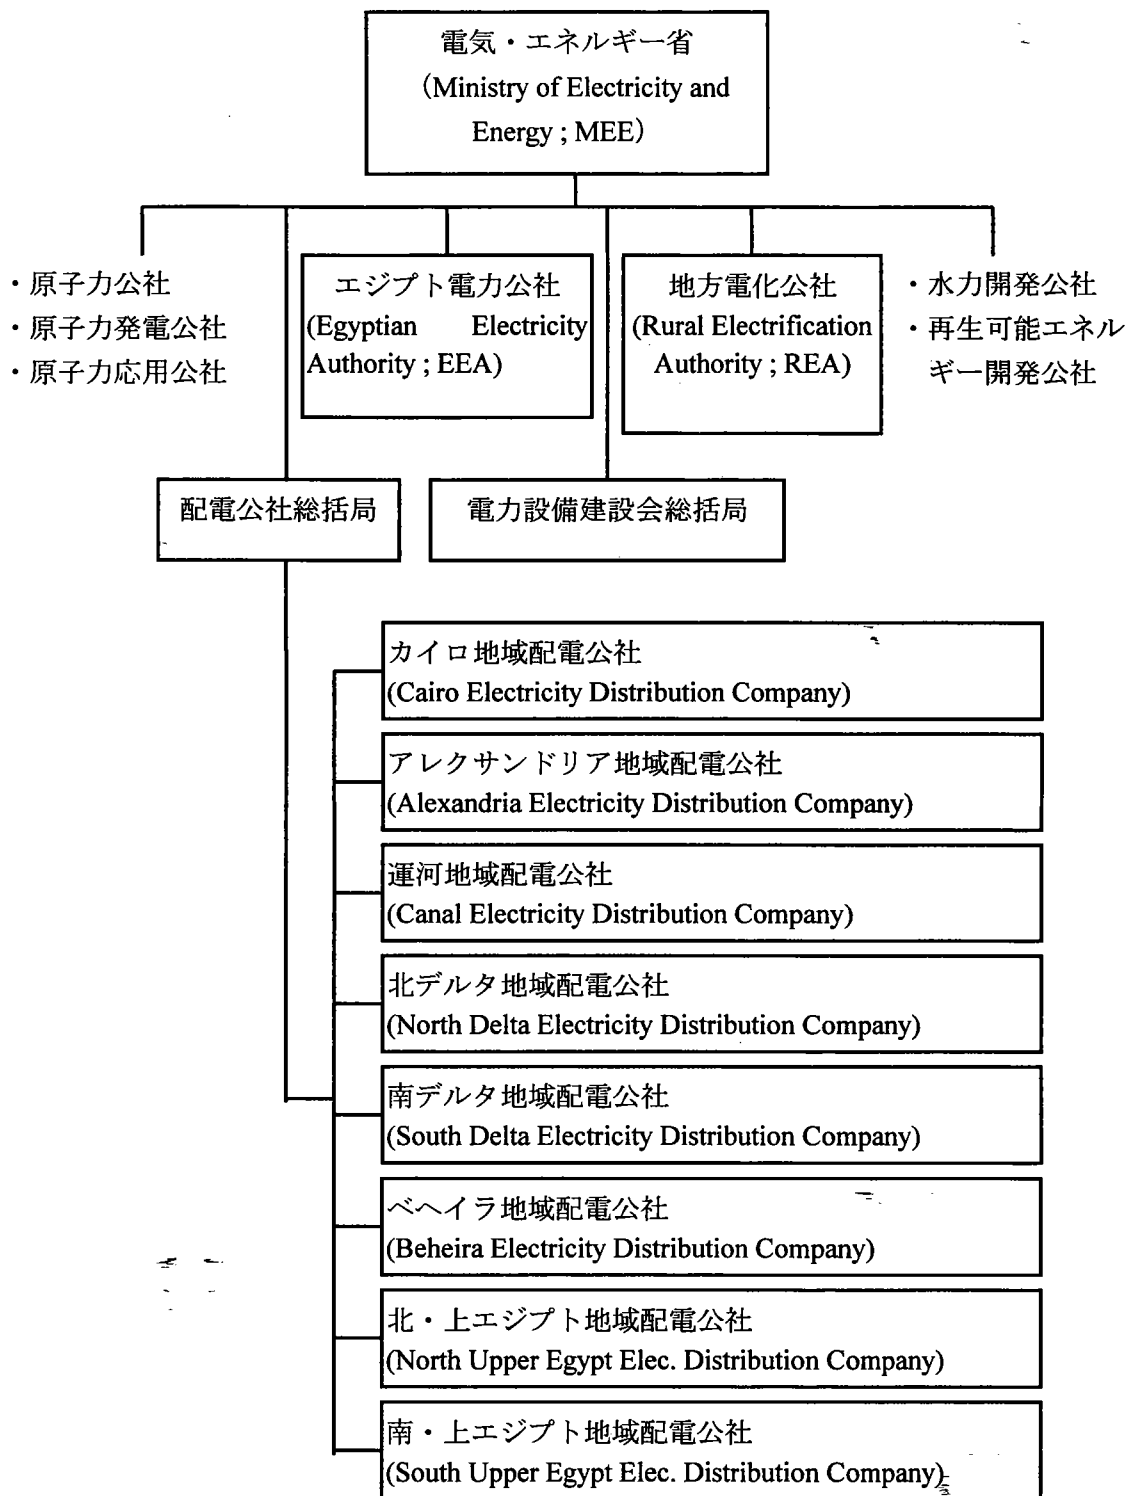 電気・エネルギー省
(Ministry of Electricity and
Energy ; MEE)
・原子力公社
・原子力発電公社
・原子力応用公社
エジプト電力公社
(Egyptian Electricity
Authority ; EEA)
地方電化公社
(Rural Electrification
Authority ; REA)
・水力開発公社
・再生可能エネル
ギー開発公社
配電公社総括局
電力設備建設会総括局
カイロ地域配電公社
(Cairo Electricity Distribution Company)
アレクサンドリア地域配電公社
(Alexandria Electricity Distribution Company)
運河地域配電公社
(Canal Electricity Distribution Company)
北デルタ地域配電公社
(North Delta Electricity Distribution Company)
南デルタ地域配電公社
(South Delta Electricity Distribution Company)
ベヘイラ地域配電公社
(Beheira Electricity Distribution Company)
北・上エジプト地域配電公社
(North Upper Egypt Elec. Distribution Company)
南・上エジプト地域配電公社
(South Upper Egypt Elec. Distribution Company)